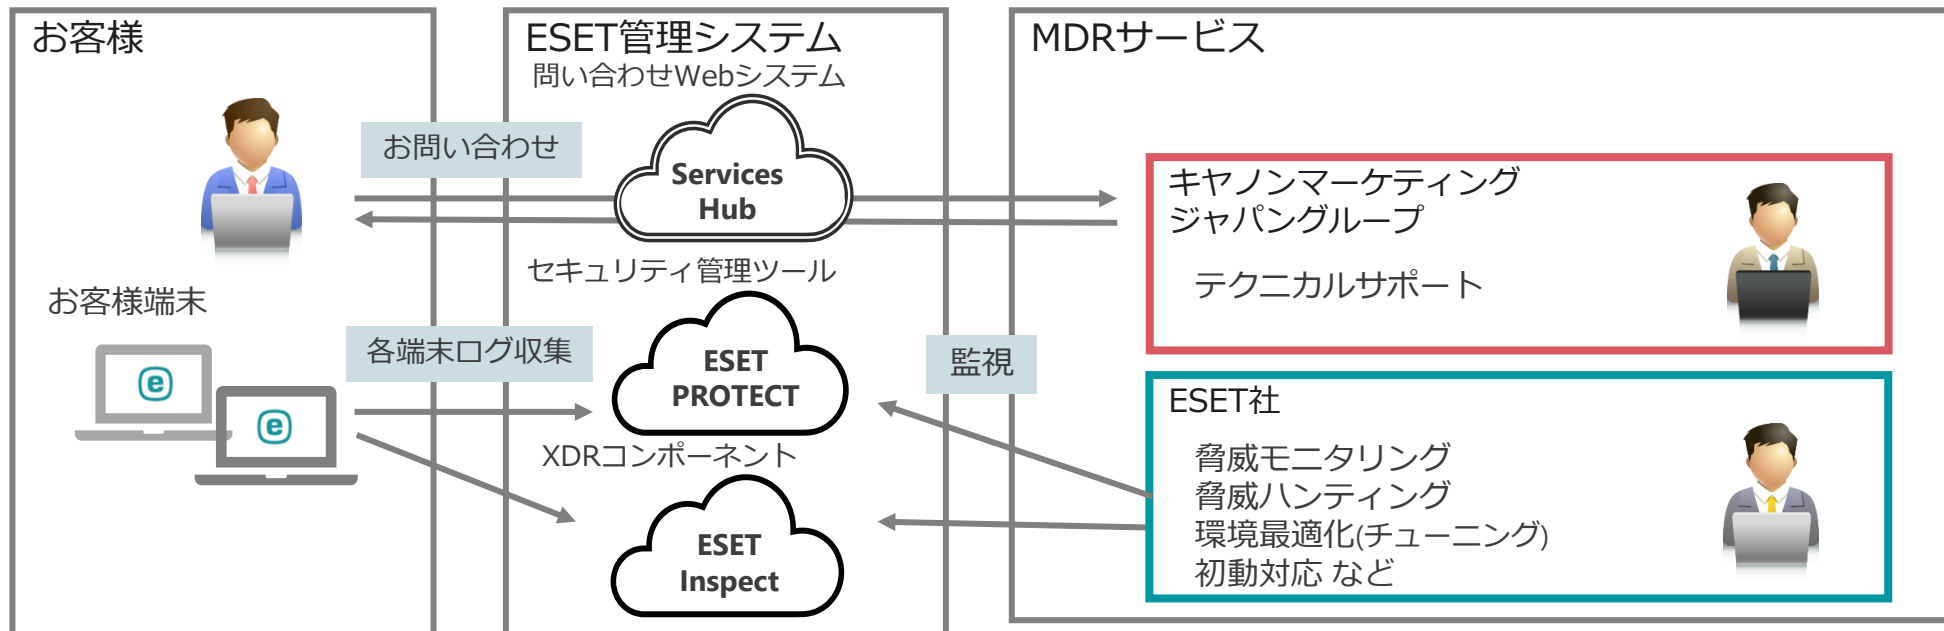 お客様
ESET管理システム
MDRサービス
問い合わせWebシステム
お問い合わせ
Services
Hub
キヤノンマーケティング
ジャパングループ
テクニカルサポート
セキュリティ管理ツール
お客様端末
各端末ログ収集
監視
ESET
PROTECT
e
e
XDRコンポーネント
ESET
Inspect
ESET社
脅威モニタリング
脅威ハンティング
環境最適化(チューニング)
初動対応 など